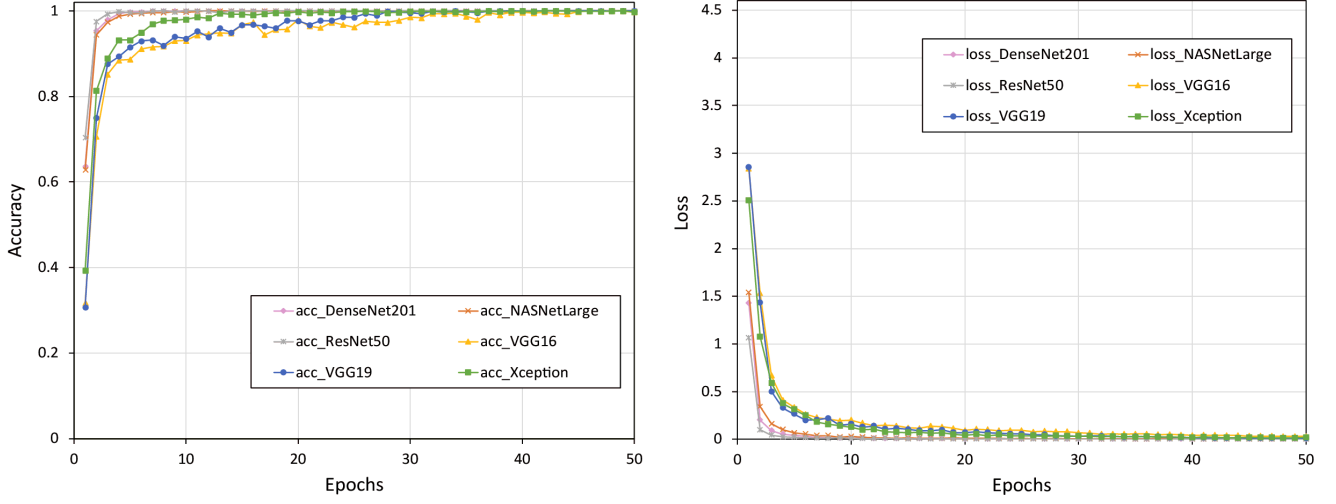 1
0.8
0.6
0.4
0.2
0
Accuracy
acc_DenseNet201 acc_NASNetLarge
acc_ResNet50 acc_VGG16
acc_VGG19 acc_Xception
0 10 20 30 40 50
Epochs
4.5
4
3.5
3
2.5
2
1.5
1
0.5
0
Loss
loss_DenseNet201 loss_NASNetLarge
loss_ResNet50 loss_VGG16
loss_VGG19 loss_Xception
0 10 20 30 40 50
Epochs